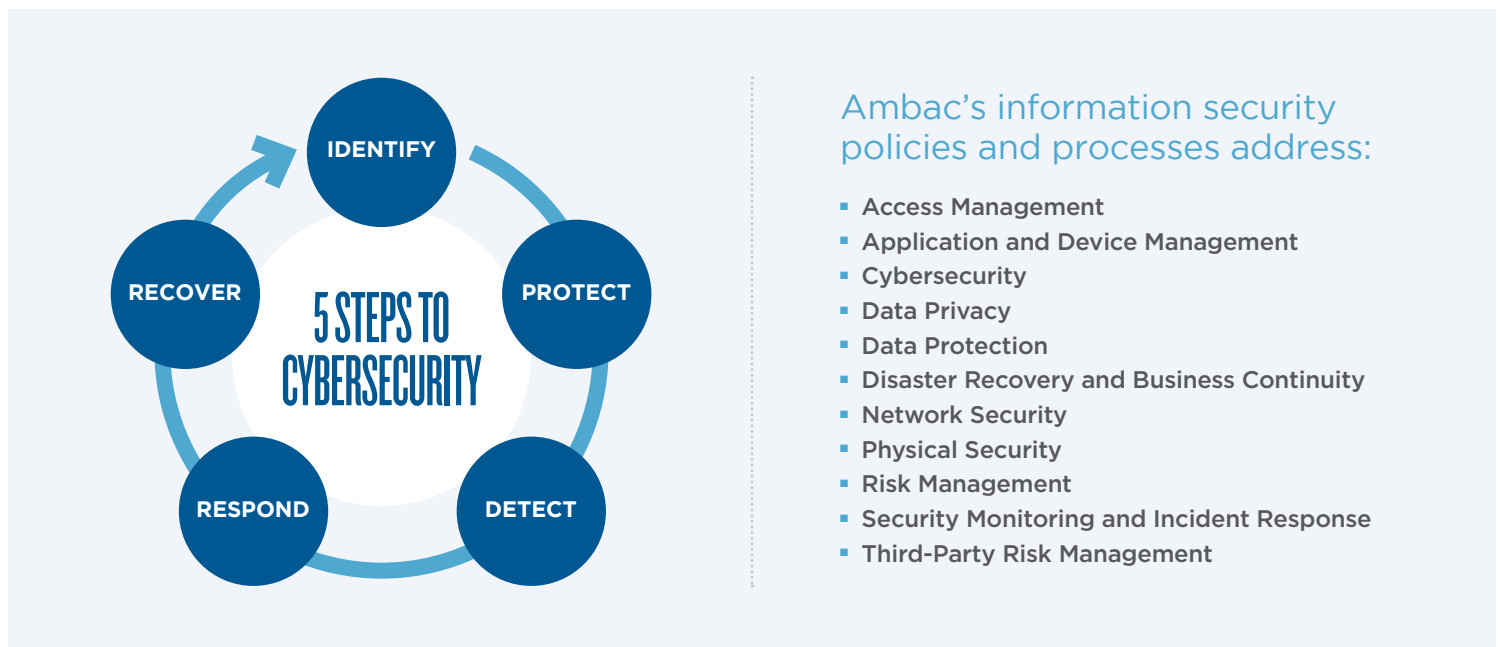 IDENTIFY
PROTECT
DETECT
RESPOND
RECOVER
5 STEPS TO
CYBERSECURITY
Ambac’s information security
policies and processes address:
▪ Access Management
▪ Application and Device Management
▪ Cybersecurity
▪ Data Privacy
▪ Data Protection
▪ Disaster Recovery and Business Continuity
▪ Network Security
▪ Physical Security
▪ Risk Management
▪ Security Monitoring and Incident Response
▪ Third-Party Risk Management